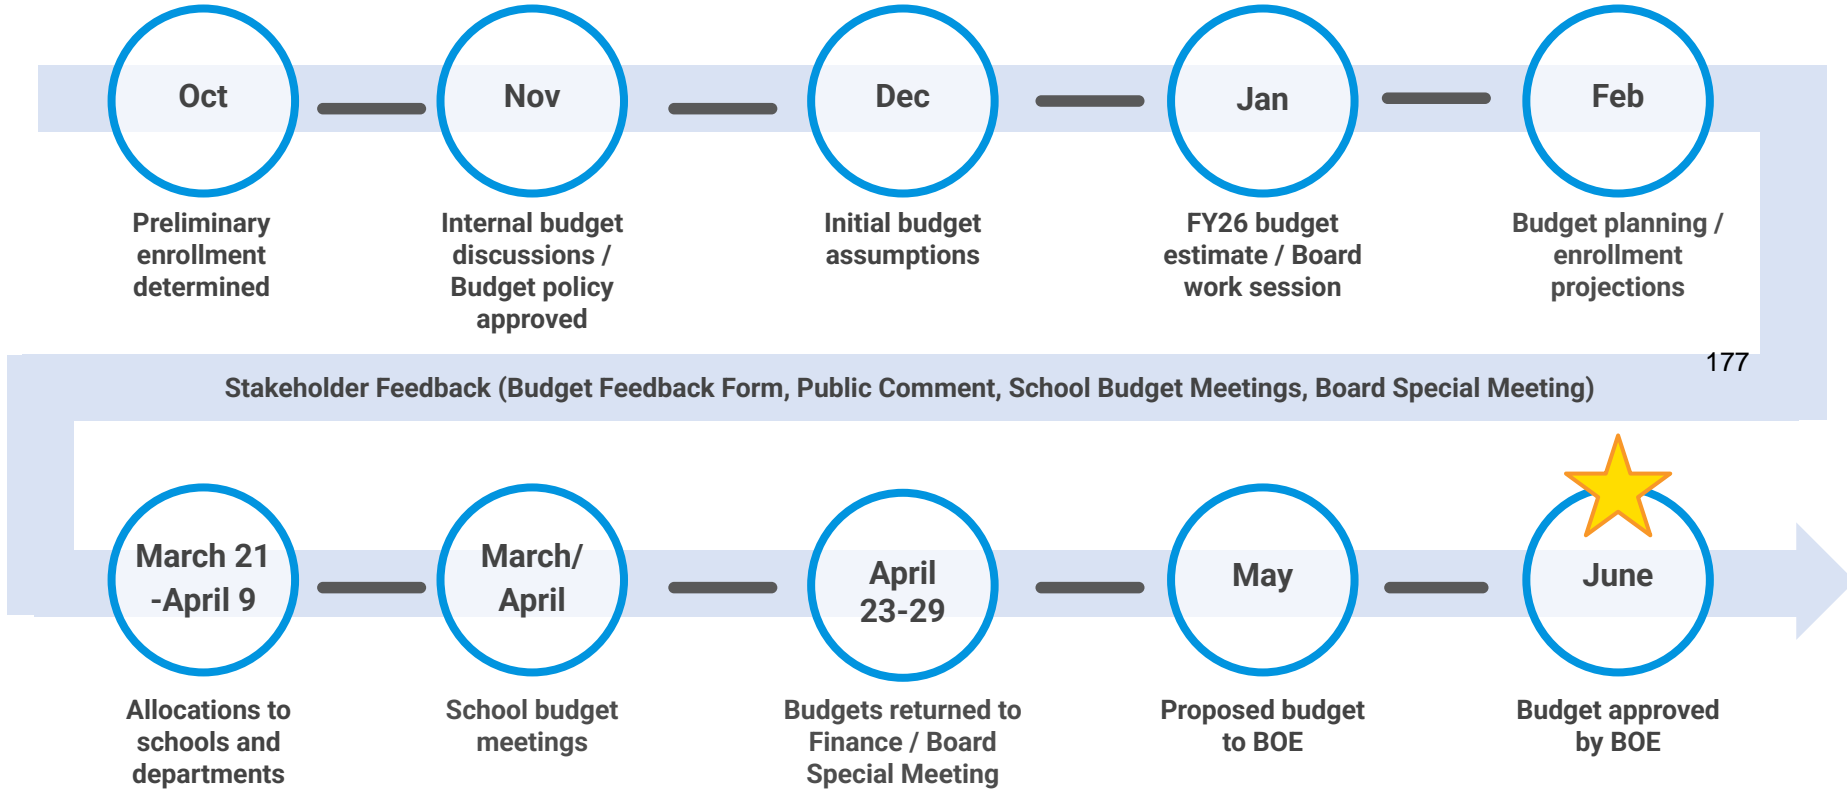 Oct
Nov
Dec
Jan
Feb
Preliminary
enrollment
determined
Internal budget
discussions /
Budget policy
approved
Initial budget
assumptions
FY26 budget
estimate / Board
work session
Budget planning /
enrollment
projections
177
Stakeholder Feedback (Budget Feedback Form, Public Comment, School Budget Meetings, Board Special Meeting)
March 21
-April 9
March/
April
April
23-29
May
June
Allocations to
schools and
departments
School budget
meetings
Budgets returned to
Finance / Board
Special Meeting
Proposed budget
to BOE
Budget approved
by BOE